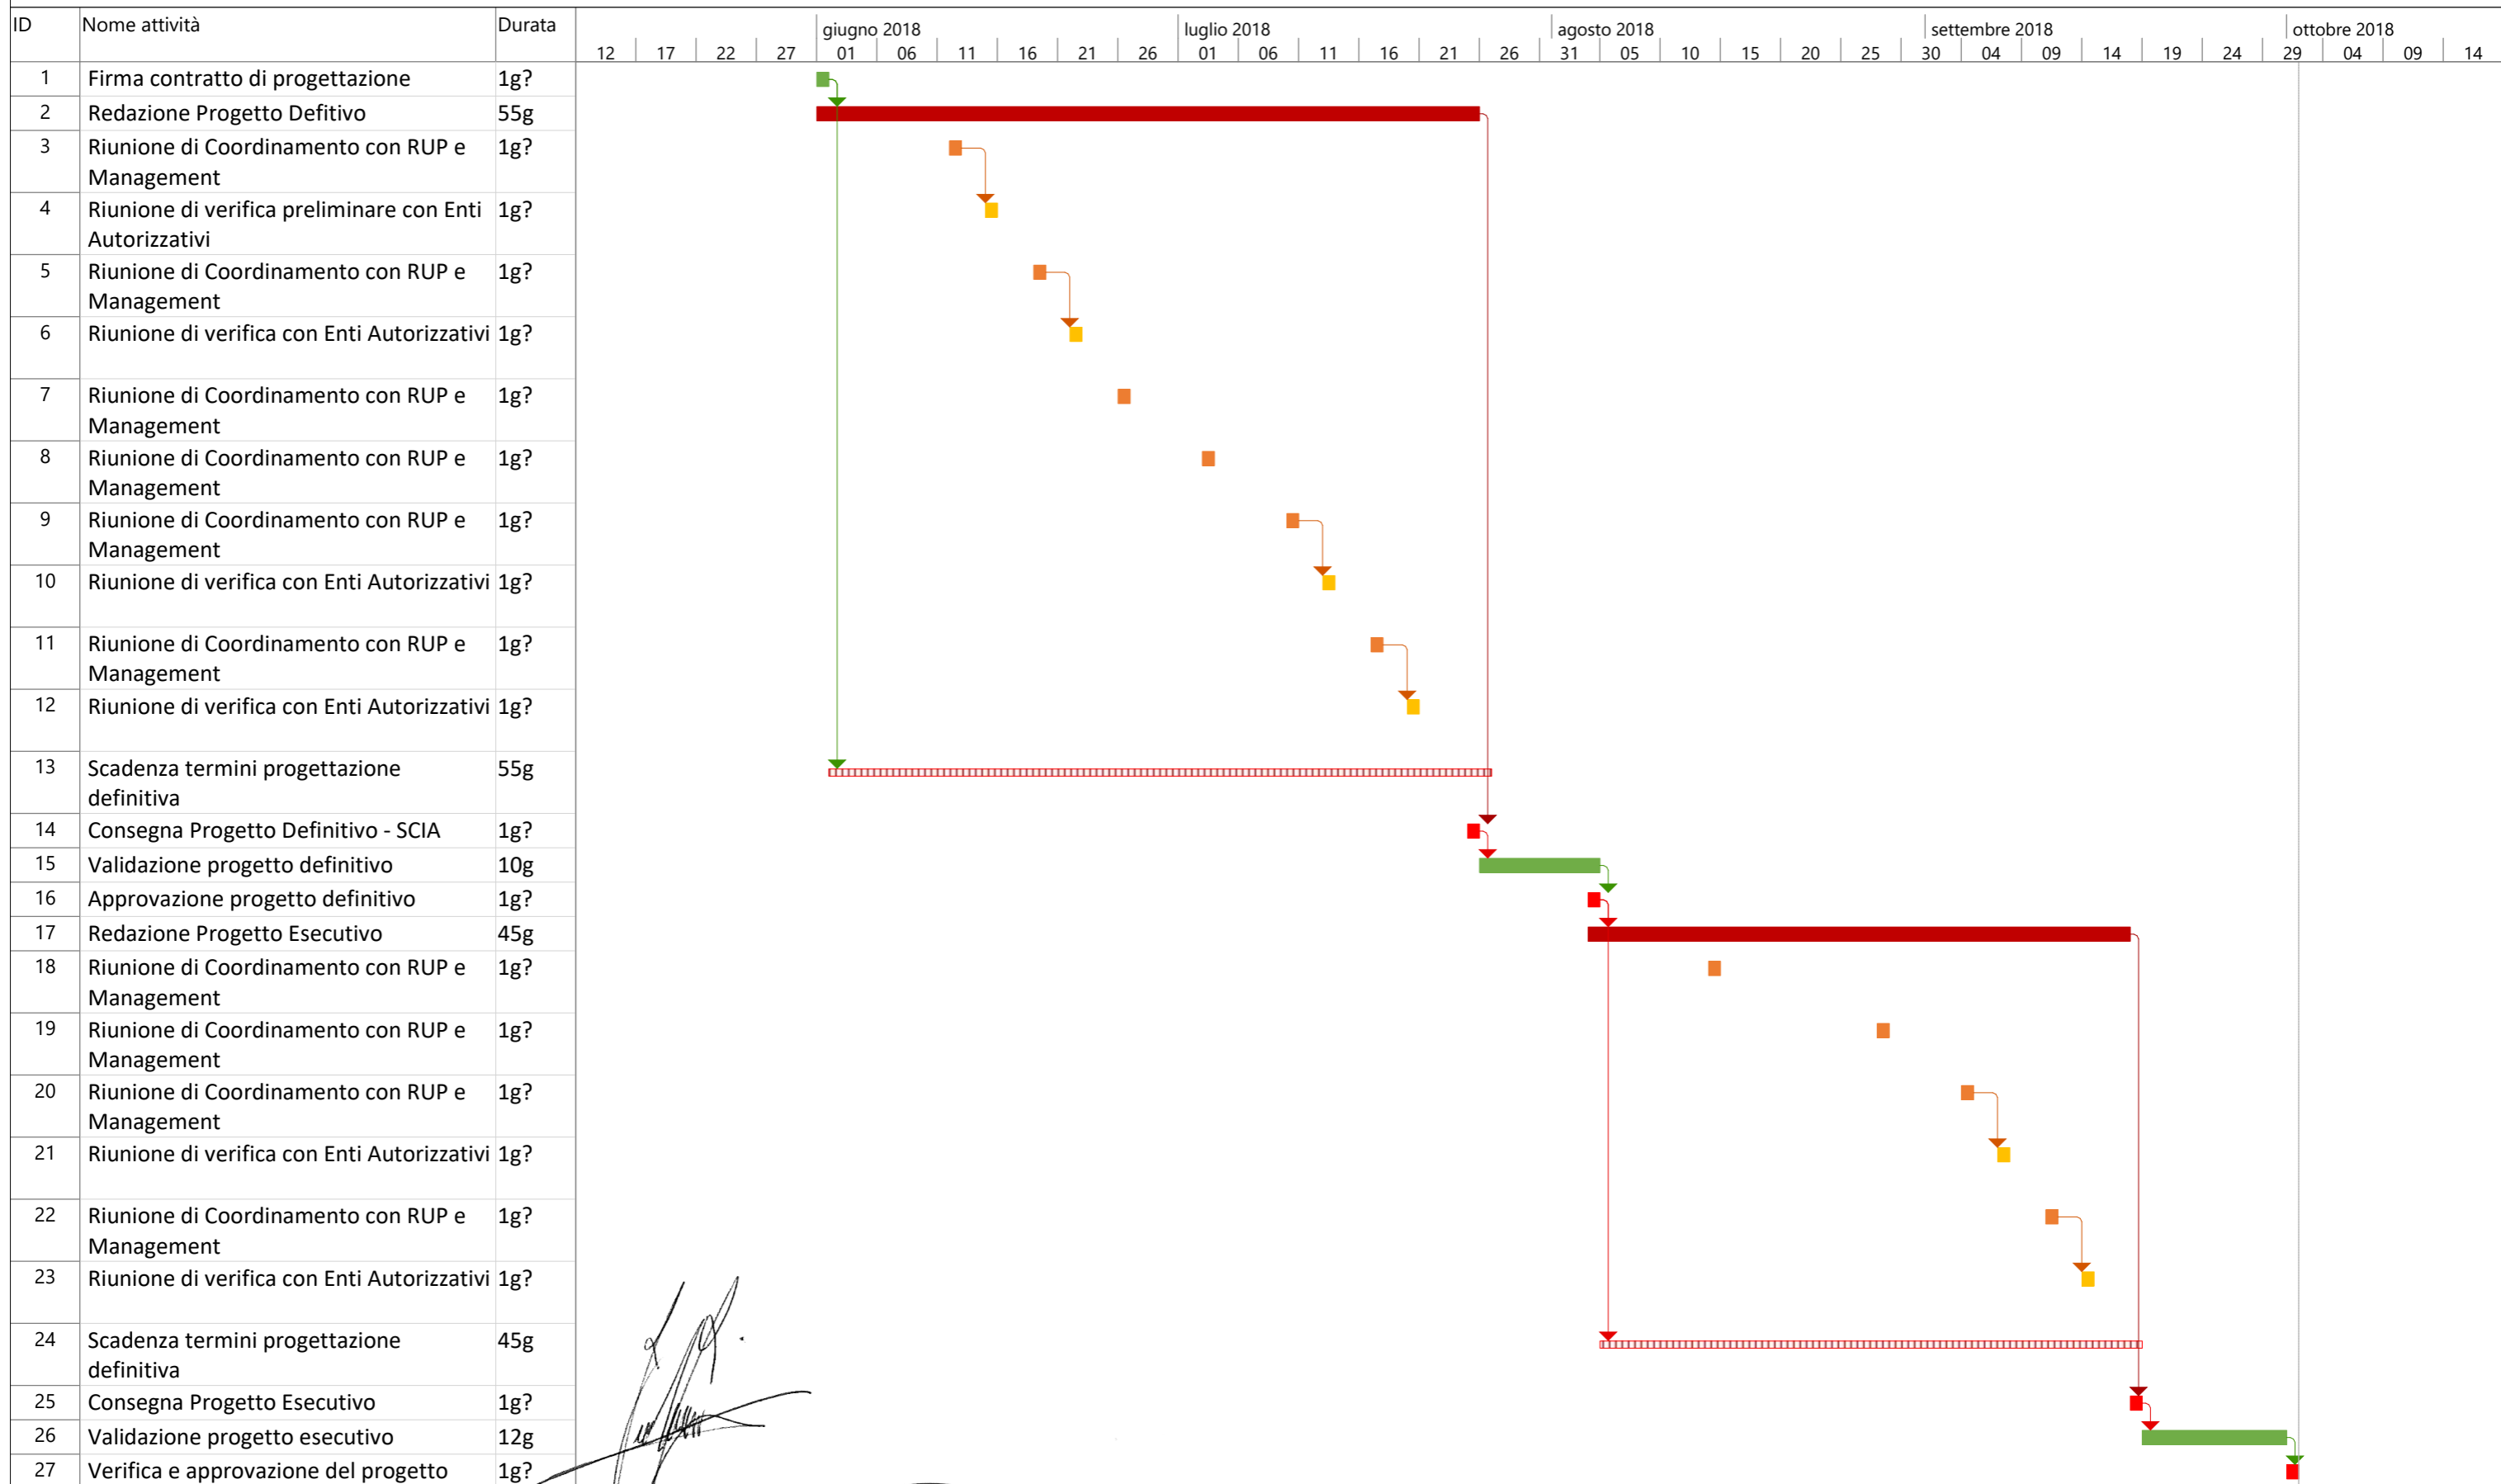 ID Nome attività Durata
giugno 2018 luglio 2018 agosto 2018 settembre 2018 ottobre 2018
12 17 22 27 01 06 11 16 21 26 01 06 11 16 21 26 31 05 10 15 20 25 30 04 09 14 19 24 29 04 09 14
1 Firma contratto di progettazione 1g?
2 Redazione Progetto Defitivo 55g
3 Riunione di Coordinamento con RUP e 1g?
Management
4 Riunione di verifica preliminare con Enti 1g?
Autorizzativi
5 Riunione di Coordinamento con RUP e 1g?
Management
6 Riunione di verifica con Enti Autorizzativi 1g?
7 Riunione di Coordinamento con RUP e 1g?
Management
8 Riunione di Coordinamento con RUP e 1g?
Management
9 Riunione di Coordinamento con RUP e 1g?
Management
10 Riunione di verifica con Enti Autorizzativi 1g?
11 Riunione di Coordinamento con RUP e 1g?
Management
12 Riunione di verifica con Enti Autorizzativi 1g?
13 Scadenza termini progettazione 55g
definitiva
14 Consegna Progetto Definitivo - SCIA 1g?
15 Validazione progetto definitivo 10g
16 Approvazione progetto definitivo 1g?
17 Redazione Progetto Esecutivo 45g
18 Riunione di Coordinamento con RUP e 1g?
Management
19 Riunione di Coordinamento con RUP e 1g?
Management
20 Riunione di Coordinamento con RUP e 1g?
Management
21 Riunione di verifica con Enti Autorizzativi 1g?
22 Riunione di Coordinamento con RUP e 1g?
Management
23 Riunione di verifica con Enti Autorizzativi 1g?
24 Scadenza termini progettazione 45g
definitiva
25 Consegna Progetto Esecutivo 1g?
26 Validazione progetto esecutivo 12g
27 Verifica e approvazione del progetto 1g?